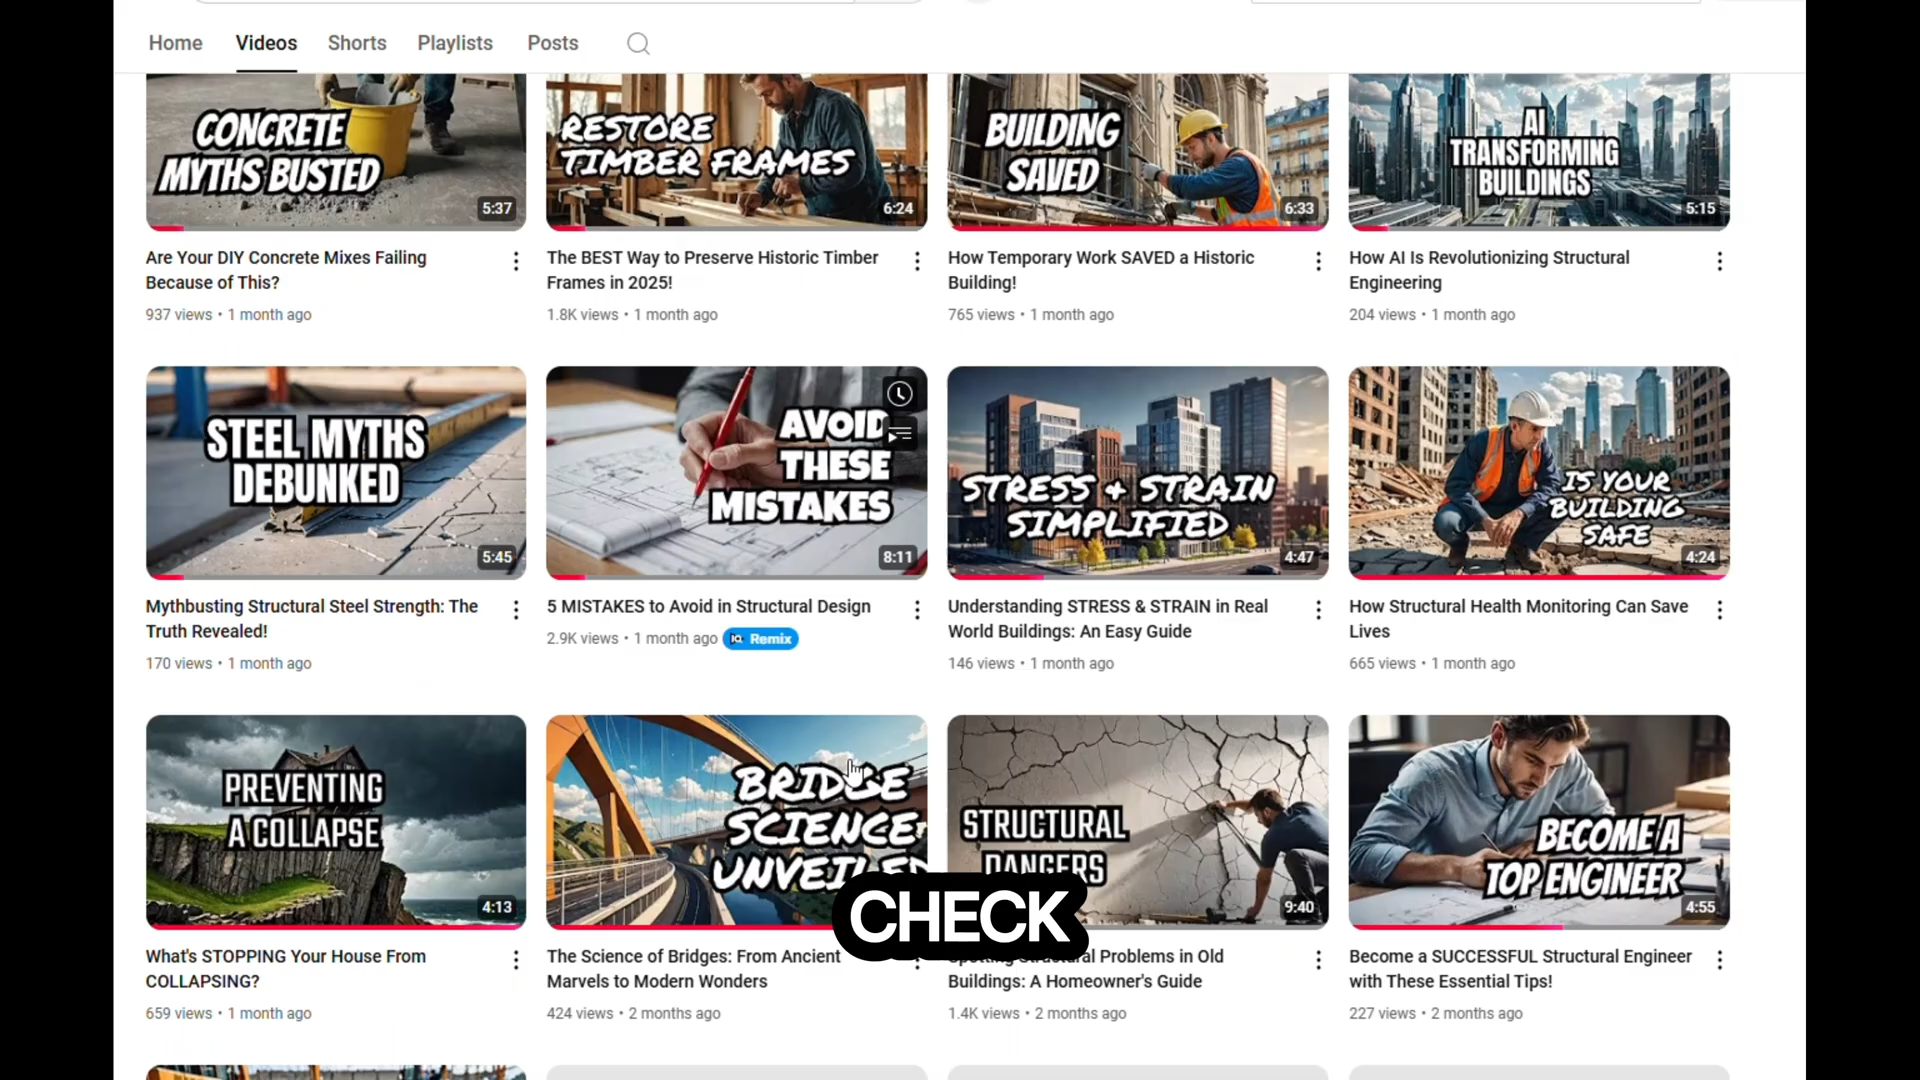 Home Videos Shorts Playlists Posts
CONCRETE
MYTHS BUSTED
5:37
RESTORE
TIMBER FRAMES
6:24
BUILDING
SAVED
6:33
AI
TRANSFORMING
BUILDINGS
5:15
Are Your DIY Concrete Mixes Failing
Because of This?
937 views • 1 month ago
The BEST Way to Preserve Historic Timber
Frames in 2025!
1.8K views • 1 month ago
How Temporary Work SAVED a Historic
Building!
765 views • 1 month ago
How AI Is Revolutionizing Structural
Engineering
204 views • 1 month ago
STEEL MYTHS
DEBUNKED
5:45
AVOID
THESE
MISTAKES
8:11
STRESS + STRAIN
SIMPLIFIED
4:47
IS YOUR
BUILDING
SAFE
4:24
Mythbusting Structural Steel Strength: The
Truth Revealed!
170 views • 1 month ago
5 MISTAKES to Avoid in Structural Design
2.9K views • 1 month ago IQ Remix
Understanding STRESS & STRAIN in Real
World Buildings: An Easy Guide
146 views • 1 month ago
How Structural Health Monitoring Can Save
Lives
665 views • 1 month ago
PREVENTING
A COLLAPSE
4:13
BRIDGE
SCIENCE
UNVEILED
STRUCTURAL
DANGERS
9:40
BECOME A
TOP ENGINEER
4:55
CHECK
What's STOPPING Your House From
COLLAPSING?
659 views • 1 month ago
The Science of Bridges: From Ancient
Marvels to Modern Wonders
424 views • 2 months ago
Spotting Structural Problems in Old
Buildings: A Homeowner's Guide
1.4K views • 2 months ago
Become a SUCCESSFUL Structural Engineer
with These Essential Tips!
227 views • 2 months ago